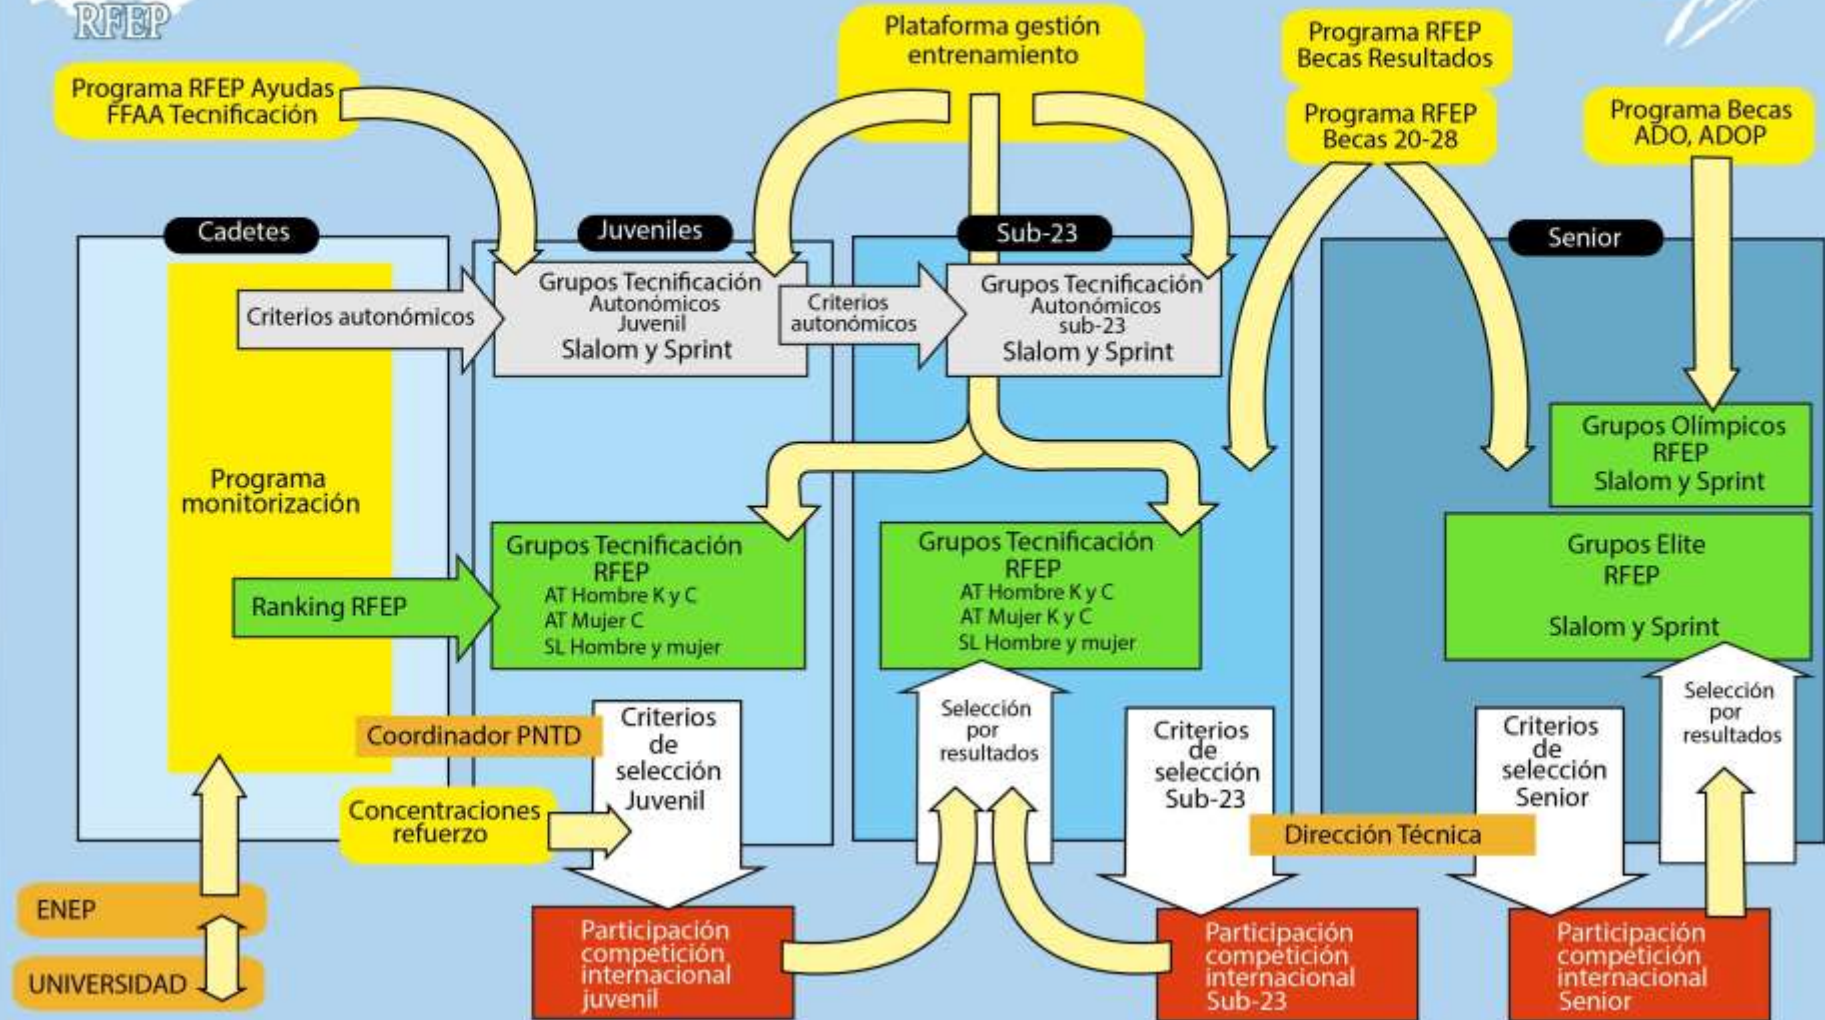 RFEP
Plataforma gestión
entrenamiento
Programa RFEP
Becas Resultados
Programa RFEP Ayudas
FFAA Tecnificación
Programa RFEP
Becas 20-28
Programa Becas
ADO, ADOP
Cadetes
Juveniles
Sub-23
Senior
Criterios autonómicos
Grupos Tecnificación
Autonómicos
Juvenil
Slalom y Sprint
Criterios
autonómicos
Grupos Tecnificación
Autonómicos
sub-23
Slalom y Sprint
Grupos Olímpicos
RFEP
Slalom y Sprint
Programa
monitorización
Ranking RFEP
Grupos Tecnificación
RFEP
AT Hombre K y C
AT Mujer C
SL Hombre y mujer
Grupos Tecnificación
RFEP
AT Hombre K y C
AT Mujer K y C
SL Hombre y mujer
Grupos Elite
RFEP
Slalom y Sprint
Coordinador PNTD
Criterios
de
selección
Juvenil
Selección
por
resultados
Criterios
de
selección
Sub-23
Criterios
de
selección
Senior
Selección
por
resultados
Concentraciones
refuerzo
Dirección Técnica
ENEP
UNIVERSIDAD
Participación
competición
internacional
juvenil
Participación
competición
internacional
Sub-23
Participación
competición
internacional
Senior